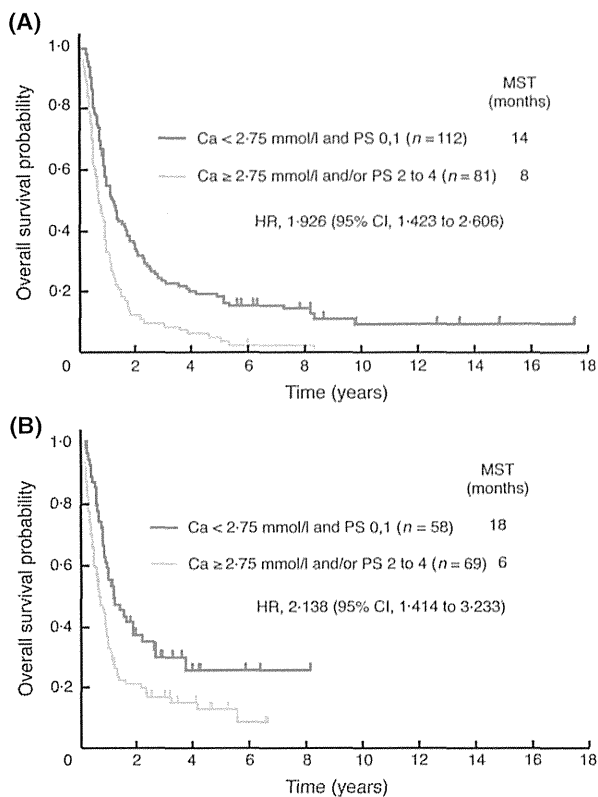 (A)
1·0
0·8
0·6
0·4
0·2
0
Overall survival probability
MST
(months)
Ca < 2·75 mmol/l and PS 0,1 (n = 112) 14
Ca ≥ 2·75 mmol/l and/or PS 2 to 4 (n = 81) 8
HR, 1·926 (95% CI, 1·423 to 2·606)
2 4 6 8 10 12 14 16 18
Time (years)
(B)
1·0
0·8
0·6
0·4
0·2
0
Overall survival probability
MST
(months)
Ca < 2·75 mmol/l and PS 0,1 (n = 58) 18
Ca ≥ 2·75 mmol/l and/or PS 2 to 4 (n = 69) 6
HR, 2·138 (95% CI, 1·414 to 3·233)
2 4 6 8 10 12 14 16 18
Time (years)